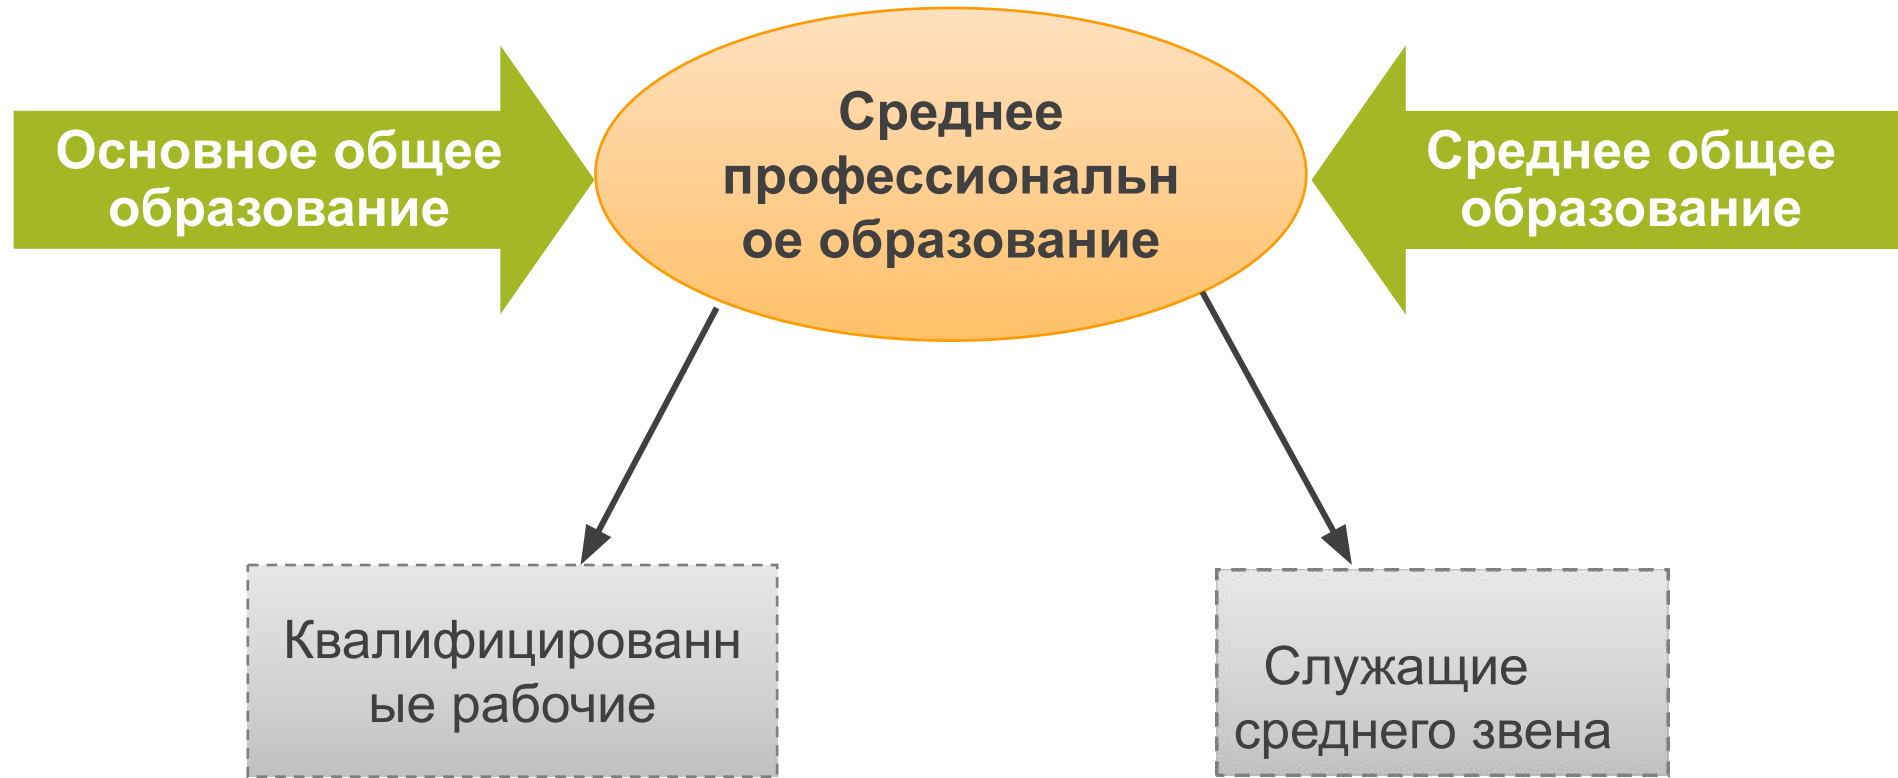 Основное общее
образование
Среднее
профессиональн
ое образование
Среднее общее
образование
Квалифицированн
ые рабочие
Служащие
среднего звена